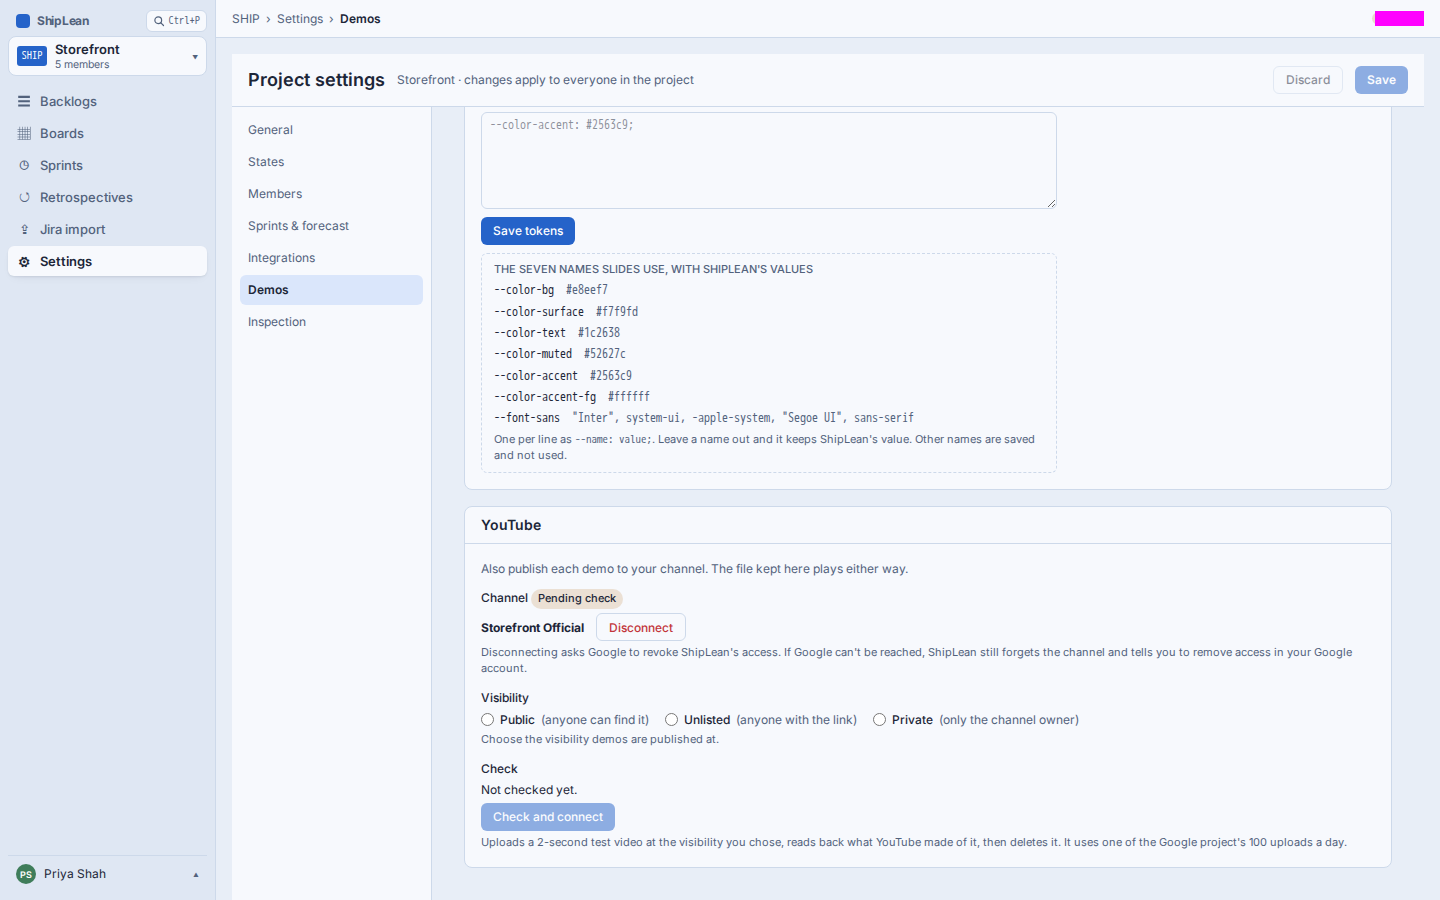 ShipLean
Ctrl+P
SHIP
Storefront
5 members
Backlogs
Boards
Sprints
Retrospectives
Jira import
Settings
Priya Shah
PS
SHIP › Settings › Demos
Project settings
Storefront · changes apply to everyone in the project
Discard
Save
General
States
Members
Sprints & forecast
Integrations
Demos
Inspection
--color-accent: #2563c9;
Save tokens
THE SEVEN NAMES SLIDES USE, WITH SHIPLEAN'S VALUES
--color-bg #e8eef7
--color-surface #f7f9fd
--color-text #1c2638
--color-muted #52627c
--color-accent #2563c9
--color-accent-fg #ffffff
--font-sans "Inter", system-ui, -apple-system, "Segoe UI", sans-serif
One per line as --name: value;. Leave a name out and it keeps ShipLean's value. Other names are saved
and not used.
YouTube
Also publish each demo to your channel. The file kept here plays either way.
Channel Pending check
Storefront Official Disconnect
Disconnecting asks Google to revoke ShipLean's access. If Google can't be reached, ShipLean still forgets the channel and tells you to remove access in your Google
account.
Visibility
Public (anyone can find it) Unlisted (anyone with the link) Private (only the channel owner)
Choose the visibility demos are published at.
Check
Not checked yet.
Check and connect
Uploads a 2-second test video at the visibility you chose, reads back what YouTube made of it, then deletes it. It uses one of the Google project's 100 uploads a day.